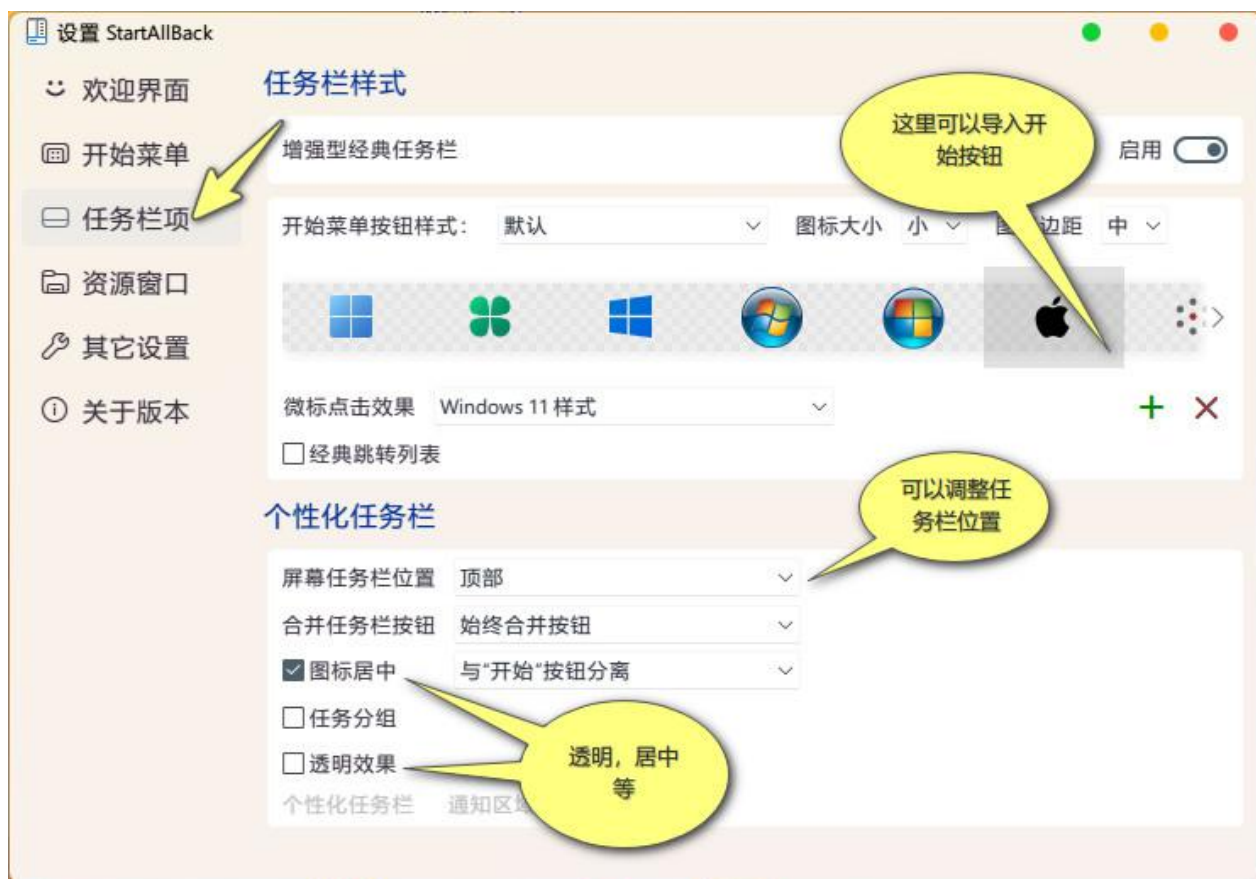 设置 StartAllBack
欢迎界面
开始菜单
任务栏项
资源窗口
其它设置
关于版本
任务栏样式
增强型经典任务栏
启用
这里可以导入开
始按钮
开始菜单按钮样式： 默认 图标大小 小 边距 中
微标点击效果 Windows 11 样式
经典跳转列表
个性化任务栏
可以调整任
务栏位置
屏幕任务栏位置 顶部
合并任务栏按钮 始终合并按钮
图标居中 与“开始”按钮分离
任务分组
透明效果
透明，居中
等
个性化任务栏 通知区